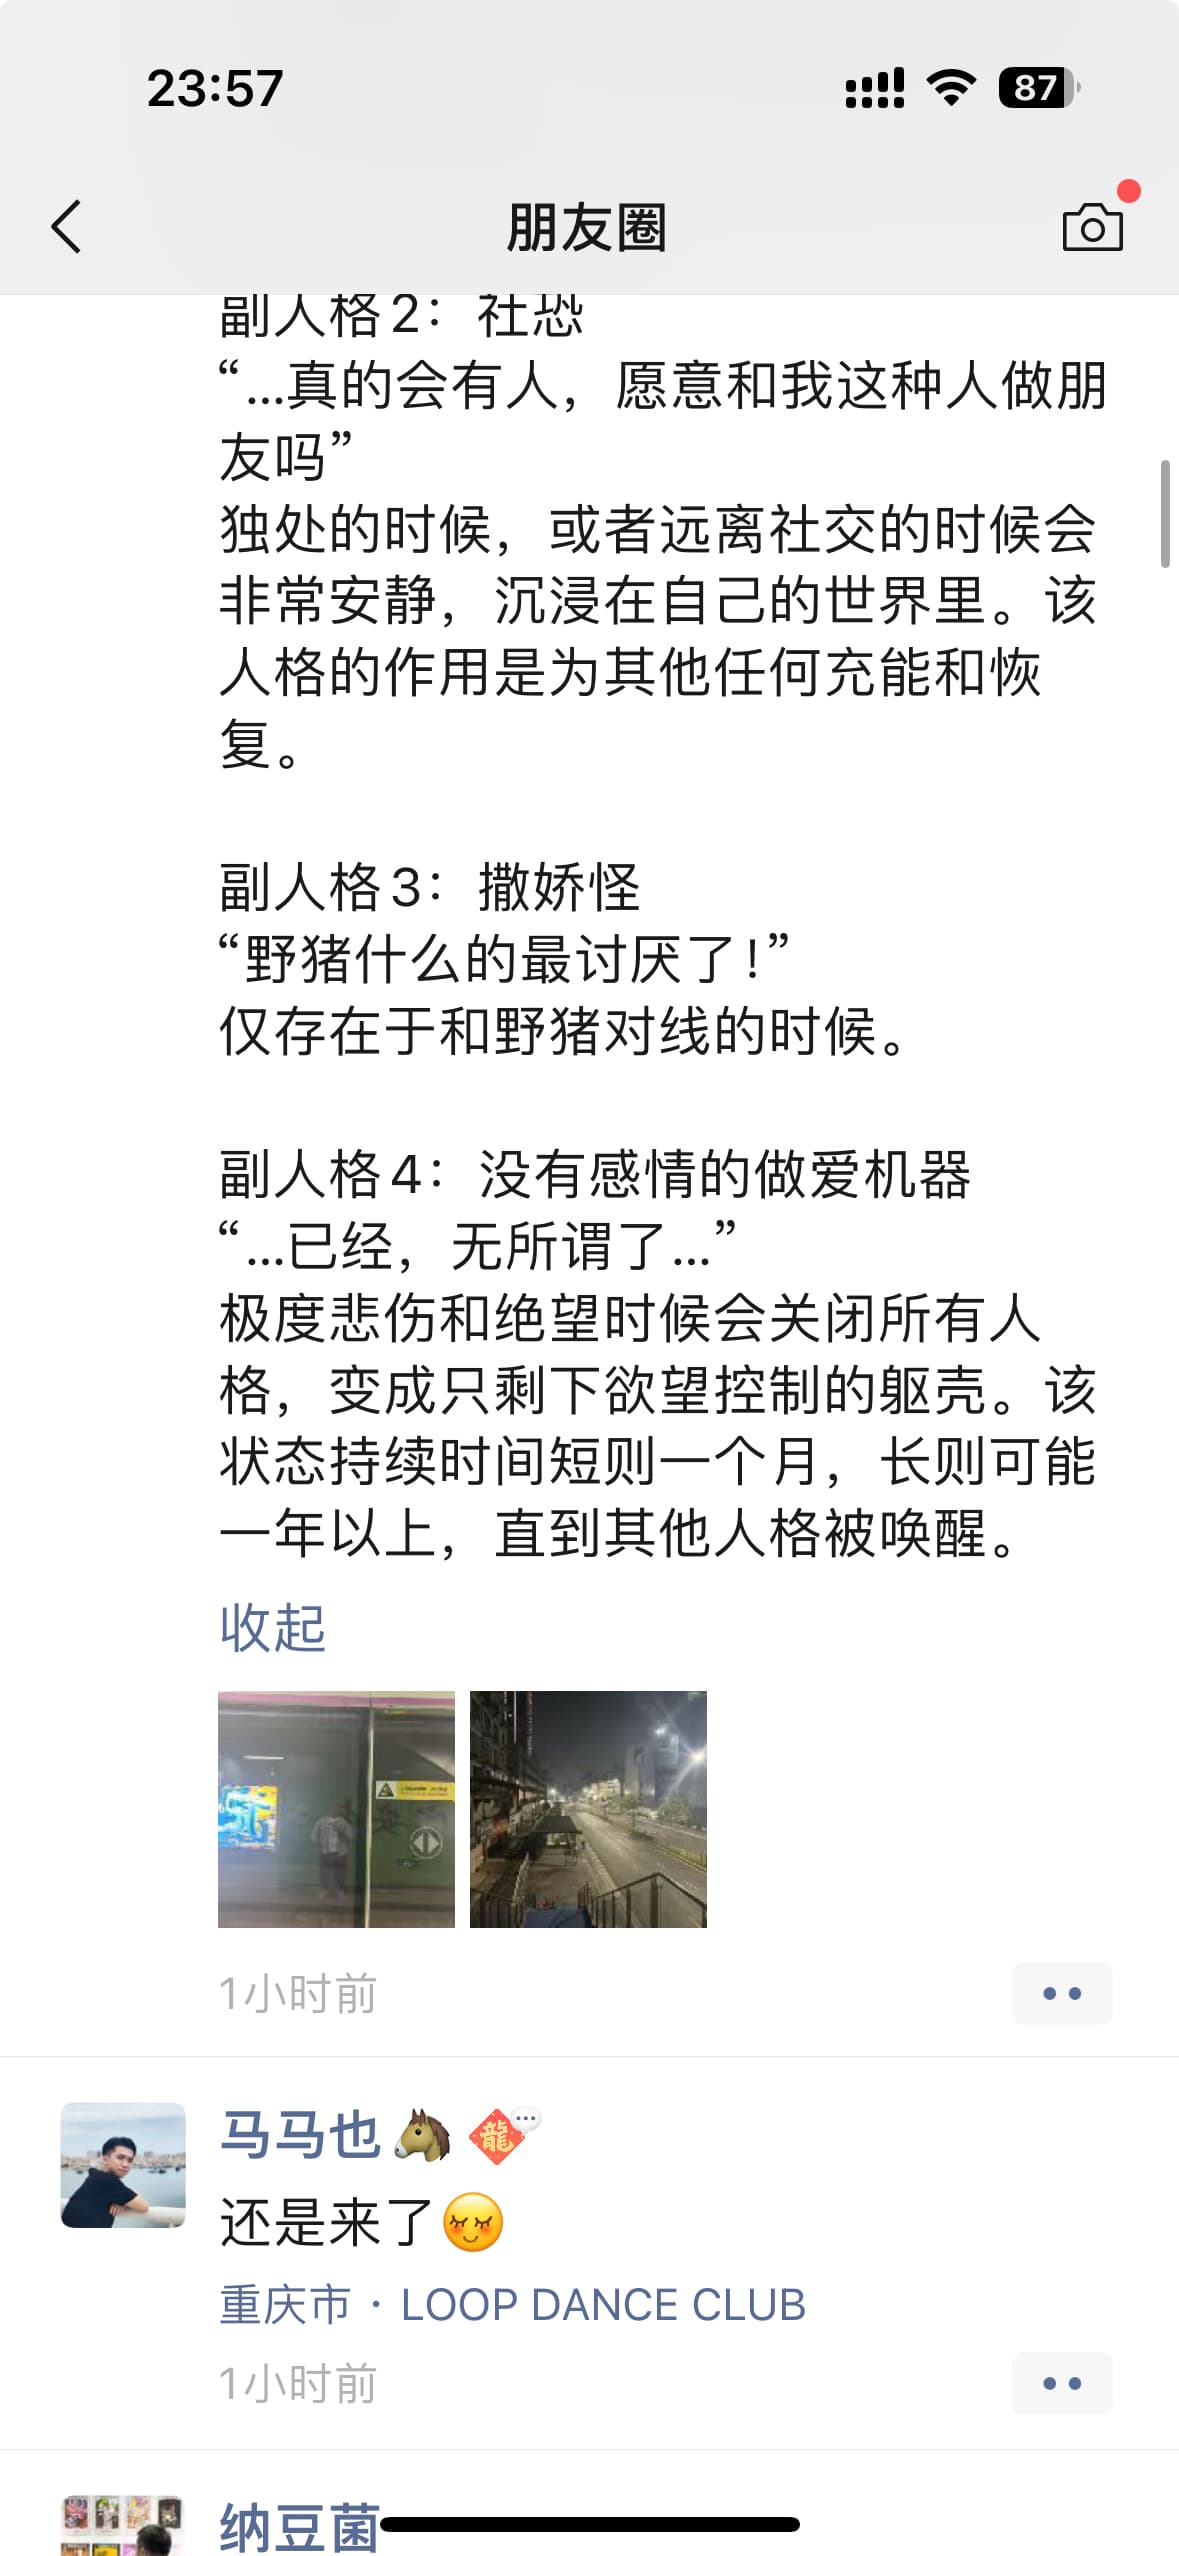 23:57
87
朋友圈
副人格2：社恐
“...真的会有人，愿意和我这种人做朋
友吗”
独处的时候，或者远离社交的时候会
非常安静，沉浸在自己的世界里。该
人格的作用是为其他任何充能和恢
复。
副人格3：撒娇怪
“野猪什么的最讨厌了！”
仅存在于和野猪对线的时候。
副人格4：没有感情的做爱机器
“...已经，无所谓了...”
极度悲伤和绝望时候会关闭所有人
格，变成只剩下欲望控制的躯壳。该
状态持续时间短则一个月，长则可能
一年以上，直到其他人格被唤醒。
收起
1小时前
马马也🐴 龍
还是来了😌
重庆市 · LOOP DANCE CLUB
1小时前
纳豆菌